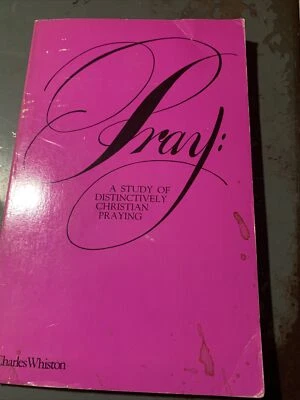 Pray:
A STUDY OF
DISTINCTIVELY
CHRISTIAN
PRAYING
Charles Whiston